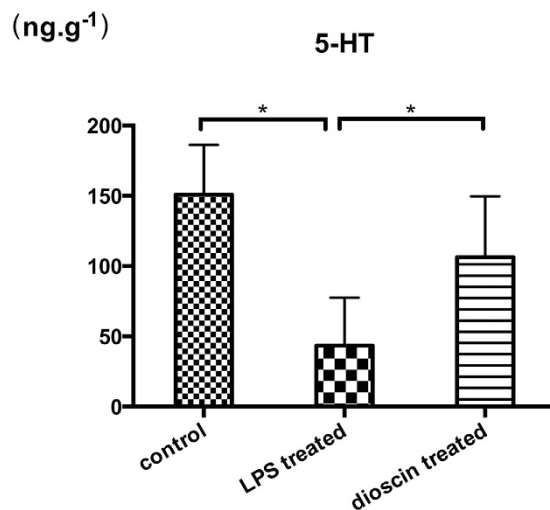 (ng.g-1)
5-HT
* *
200
150
100
50
0
control
LPS treated
dioscin treated